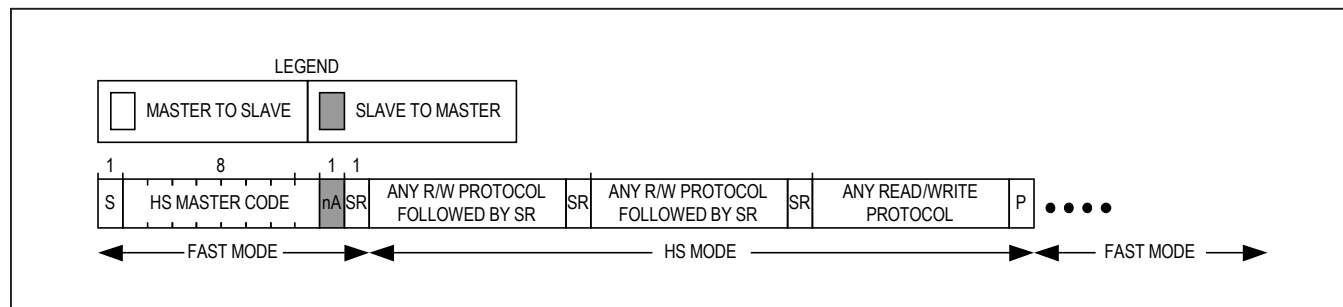 LEGEND
MASTER TO SLAVE SLAVE TO MASTER
1 8 1 1
S HS MASTER CODE nA SR ANY R/W PROTOCOL FOLLOWED BY SR SR ANY R/W PROTOCOL FOLLOWED BY SR SR ANY READ/WRITE PROTOCOL P
FAST MODE HS MODE FAST MODE